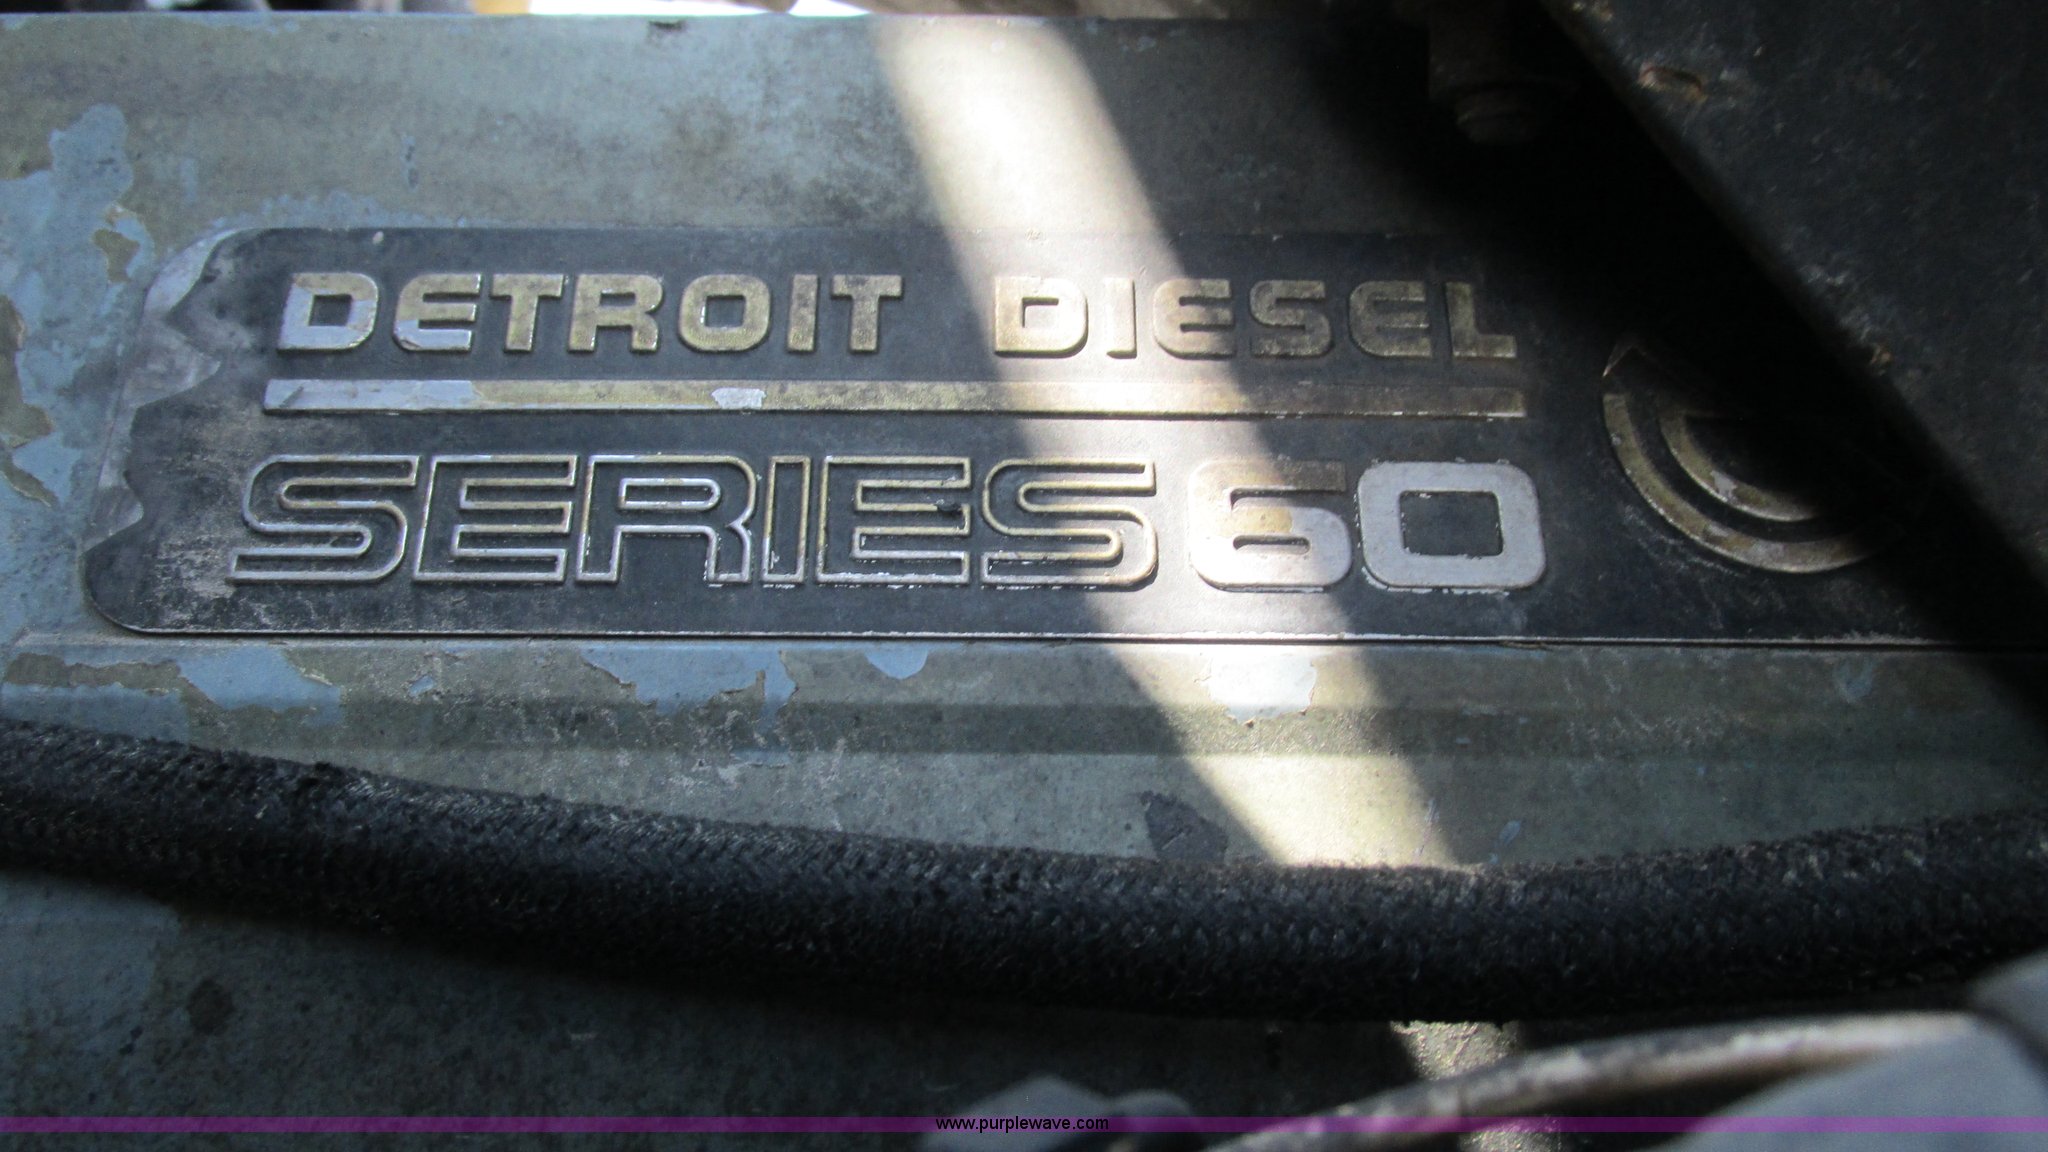 DETROIT DIESEL
SERIES 60
www.purplewave.com